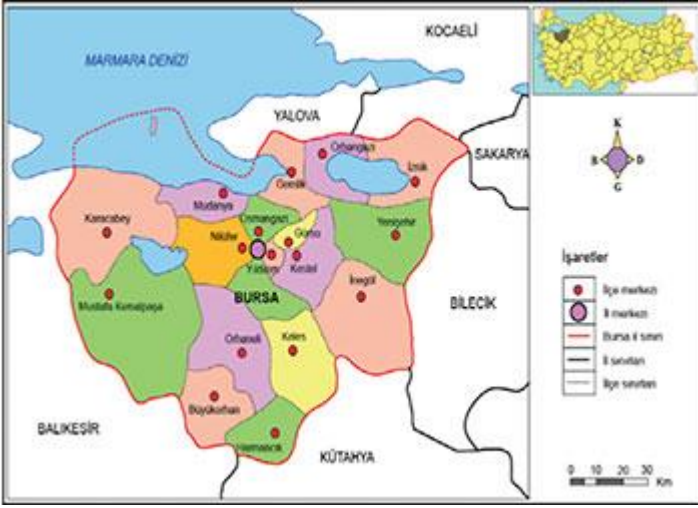 KOCAELİ
MARMARA DENİZİ
YALOVA
SAKARYA
Orhangazi
İznik
Gemlik
Mudanya
Karacabey
Osmangazi
Yenişehir
Nilüfer
Gürsu
Yıldırım
Kestel
Mustafa Kemalpaşa
BURSA
İnegöl
BİLECİK
Orhaneli
Keles
Büyükorhan
Harmancık
BALIKEŞİR
KÜTAHYA
K
B
D
G
İşaretler
İlçe merkezi
İl merkezi
Bursa il sınırı
İl sınırları
İlçe sınırları
0 10 20 30
Km